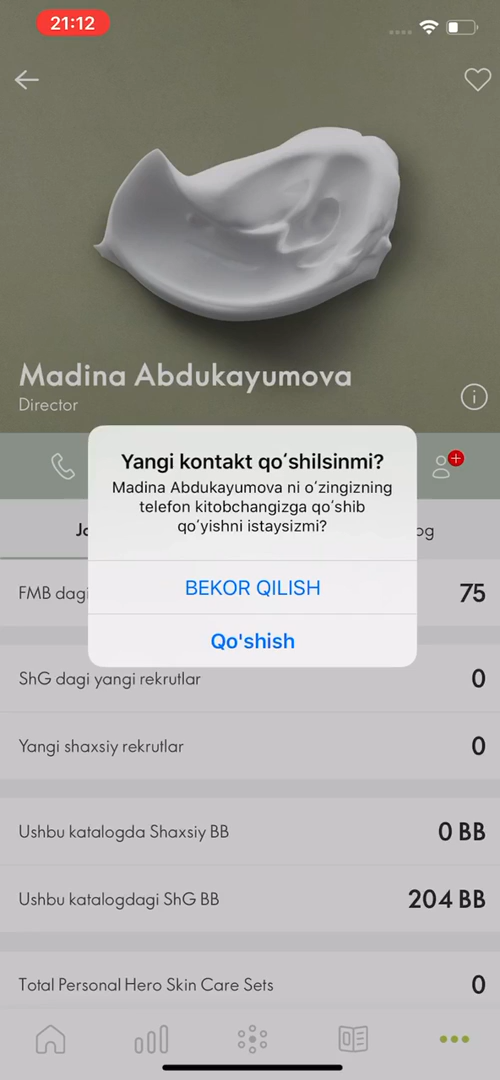 21:12
Madina Abdukayumova
Director
Yangi kontakt qoʻshilsinmi?
Madina Abdukayumova ni oʻzingizning
telefon kitobchangizga qoʻshib
qoʻyishni istaysizmi?
BEKOR QILISH
Qo'shish
FMB dagi
75
ShG dagi yangi rekrutlar
0
Yangi shaxsiy rekrutlar
0
Ushbu katalogda Shaxsiy BB
0 BB
Ushbu katalogdagi ShG BB
204 BB
Total Personal Hero Skin Care Sets
0